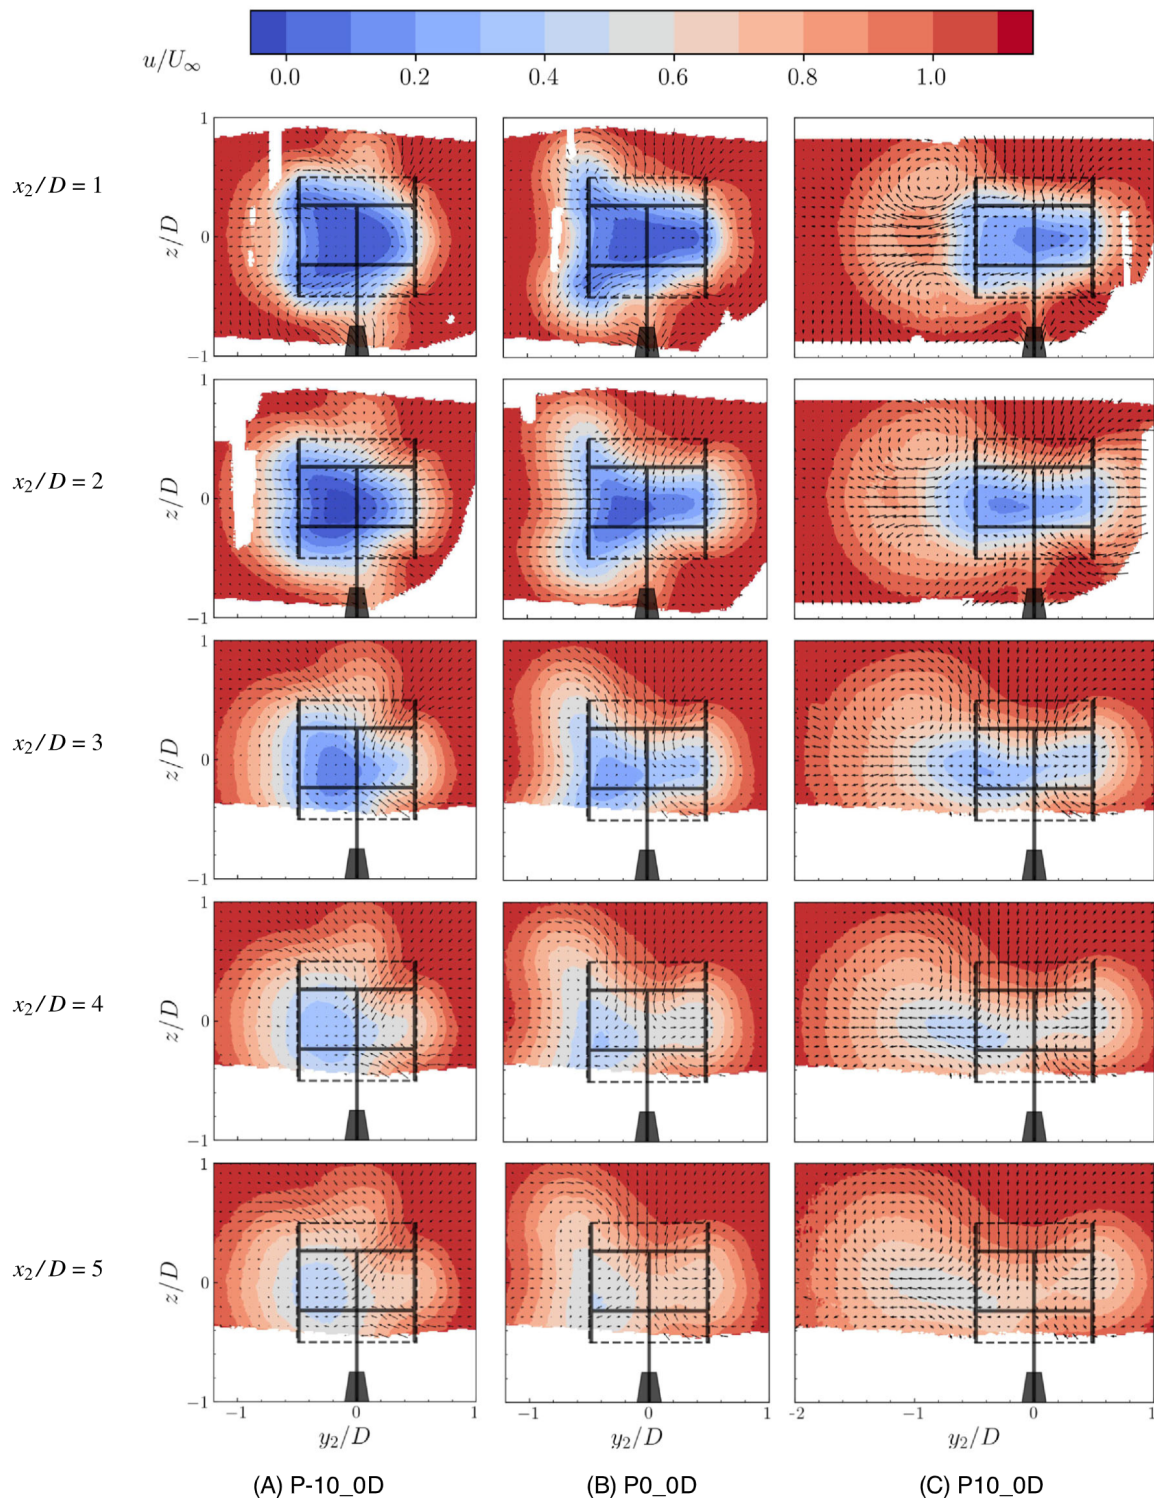 u/U∞
0.0 0.2 0.4 0.6 0.8 1.0
x₂/D = 1
z/D
1
0
−1
x₂/D = 2
z/D
1
0
−1
x₂/D = 3
z/D
1
0
−1
x₂/D = 4
z/D
1
0
−1
x₂/D = 5
z/D
1
0
−1
−1 0 1 −1 0 1 -2 −1 0 1
y₂/D y₂/D y₂/D
(A) P-10_0D (B) P0_0D (C) P10_0D